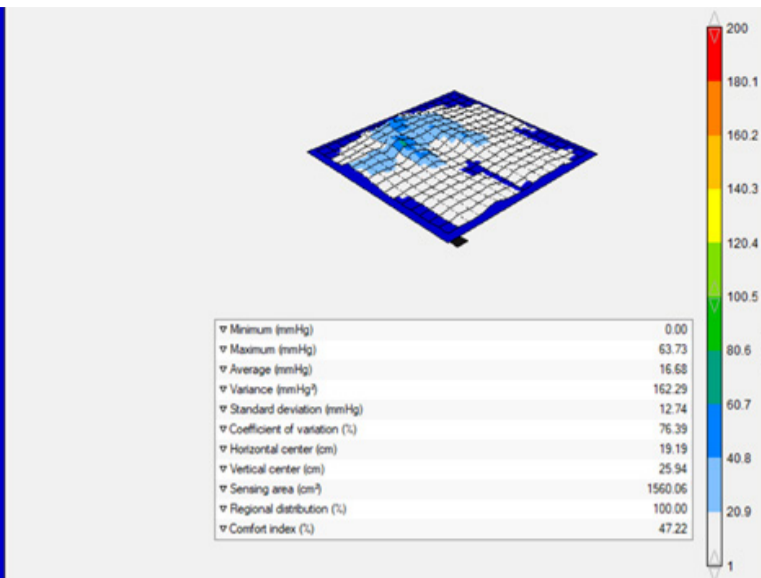 200
180.1
160.2
140.3
120.4
100.5
80.6
60.7
40.8
20.9
1
▽ Minimum (mmHg) 0.00
▽ Maximum (mmHg) 63.73
▽ Average (mmHg) 16.68
▽ Variance (mmHg²) 162.29
▽ Standard deviation (mmHg) 12.74
▽ Coefficient of variation (%) 76.39
▽ Horizontal center (cm) 19.19
▽ Vertical center (cm) 25.94
▽ Sensing area (cm²) 1560.06
▽ Regional distribution (%) 100.00
▽ Comfort index (%) 47.22